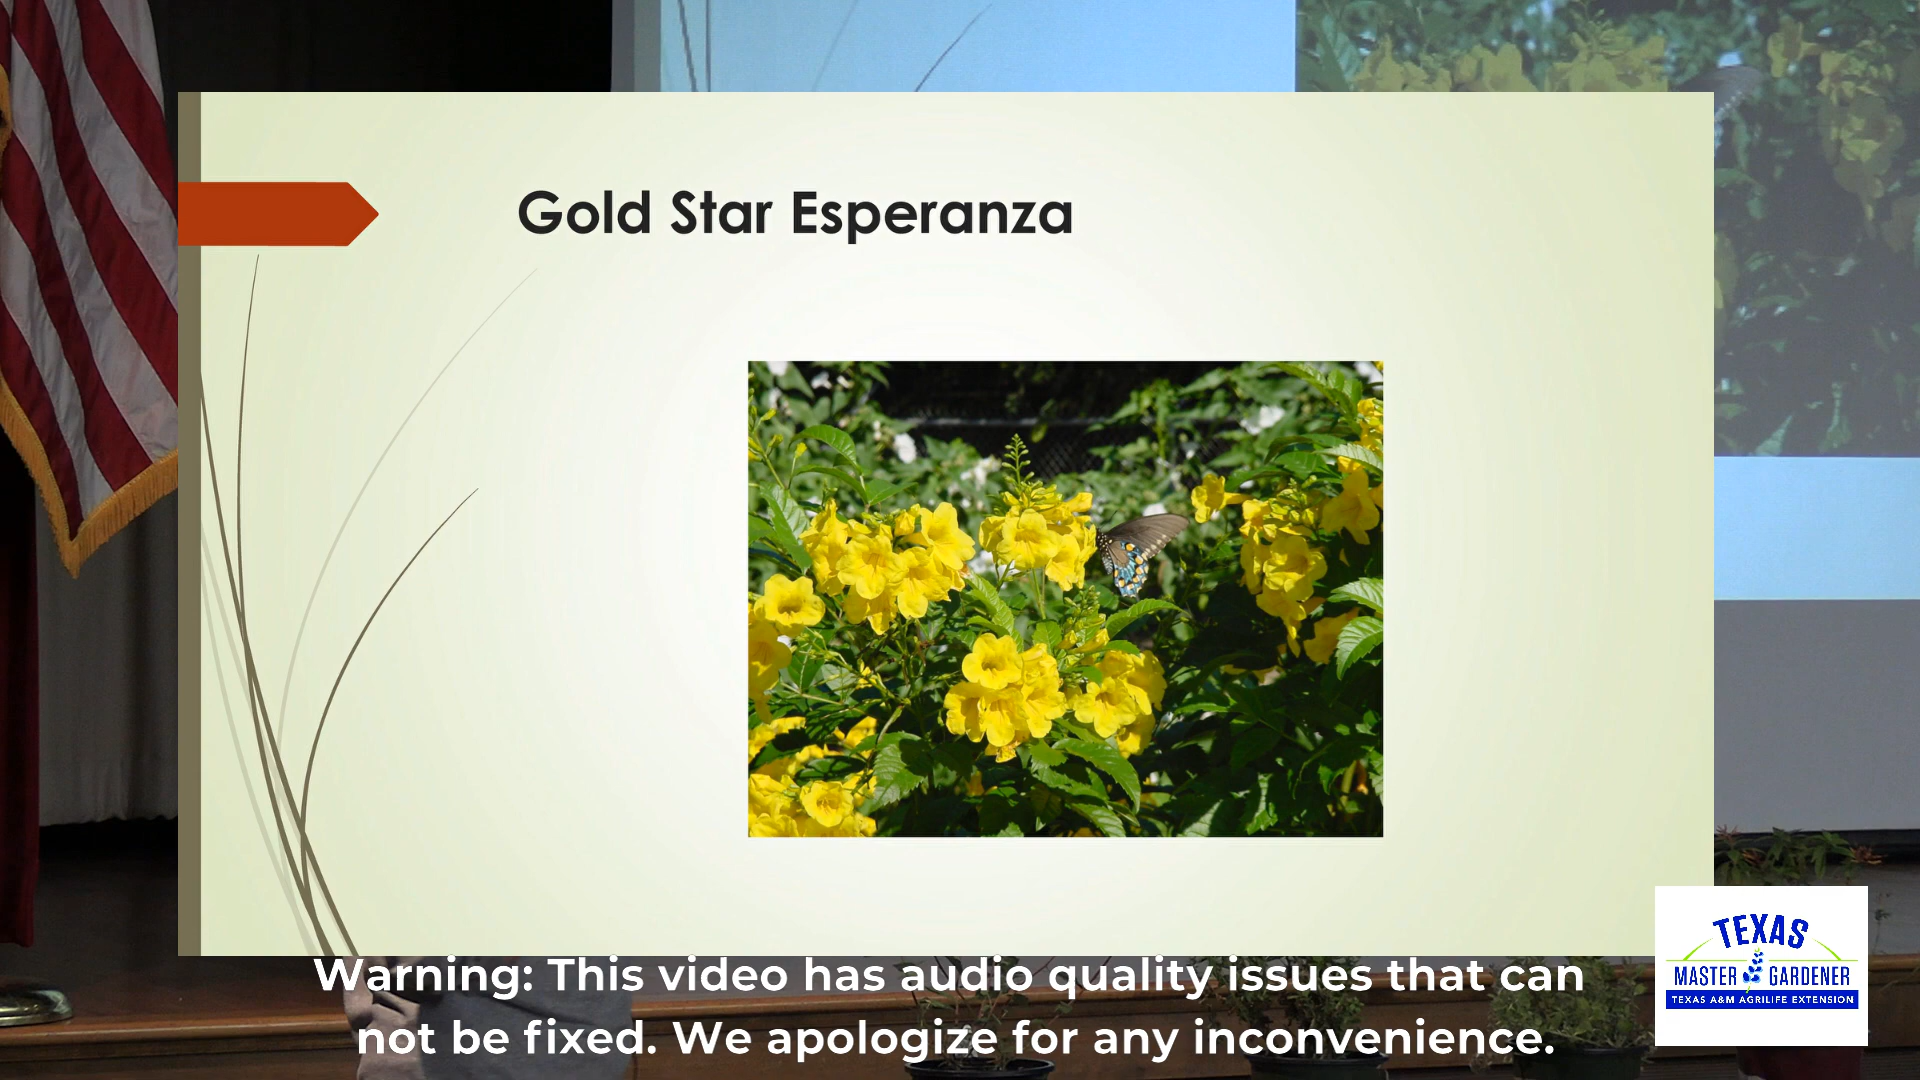 Gold Star Esperanza
Warning: This video has audio quality issues that can
not be fixed. We apologize for any inconvenience.
TEXAS
MASTER GARDENER
TEXAS A&M AGRILIFE EXTENSION